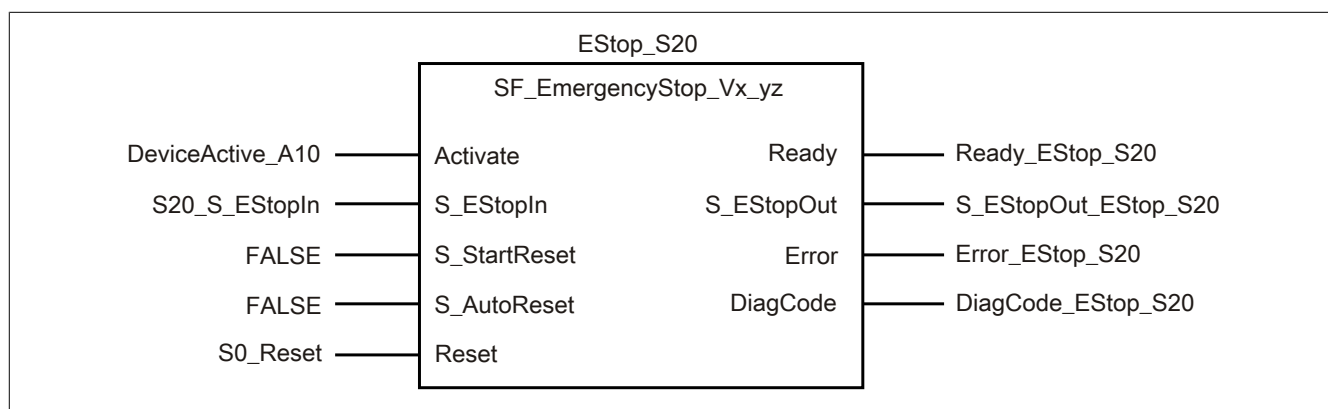 EStop_S20
SF_EmergencyStop_Vx_yz
DeviceActive_A10 Activate Ready Ready_EStop_S20
S20_S_EStopIn S_EStopIn S_EStopOut S_EStopOut_EStop_S20
FALSE S_StartReset Error Error_EStop_S20
FALSE S_AutoReset DiagCode DiagCode_EStop_S20
S0_Reset Reset